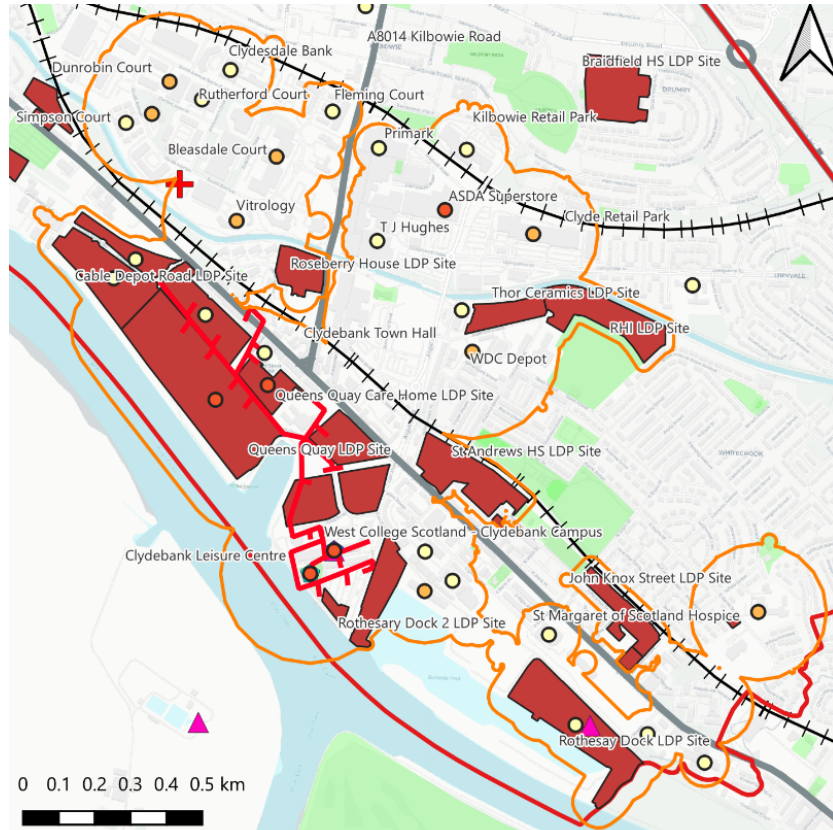 A8014 Kilbowie Road
Clydesdale Bank
Dunrobin Court
Braidfield HS LDP Site
Rutherford Court
Fleming Court
Simpson Court
Kilbowie Retail Park
Primark
Bleasdale Court
ASDA Superstore
Vitrology
Clyde Retail Park
T J Hughes
Roseberry House LDP Site
Cable Depot Road LDP Site
Thor Ceramics LDP Site
Clydebank Town Hall
RHI LDP Site
WDC Depot
Queens Quay Care Home LDP Site
Queens Quay LDP Site
St Andrews HS LDP Site
WHITECROOK
West College Scotland - Clydebank Campus
Clydebank Leisure Centre
John Knox Street LDP Site
St Margaret of Scotland Hospice
Rothesary Dock 2 LDP Site
Rothesay Dock LDP Site
0 0.1 0.2 0.3 0.4 0.5 km